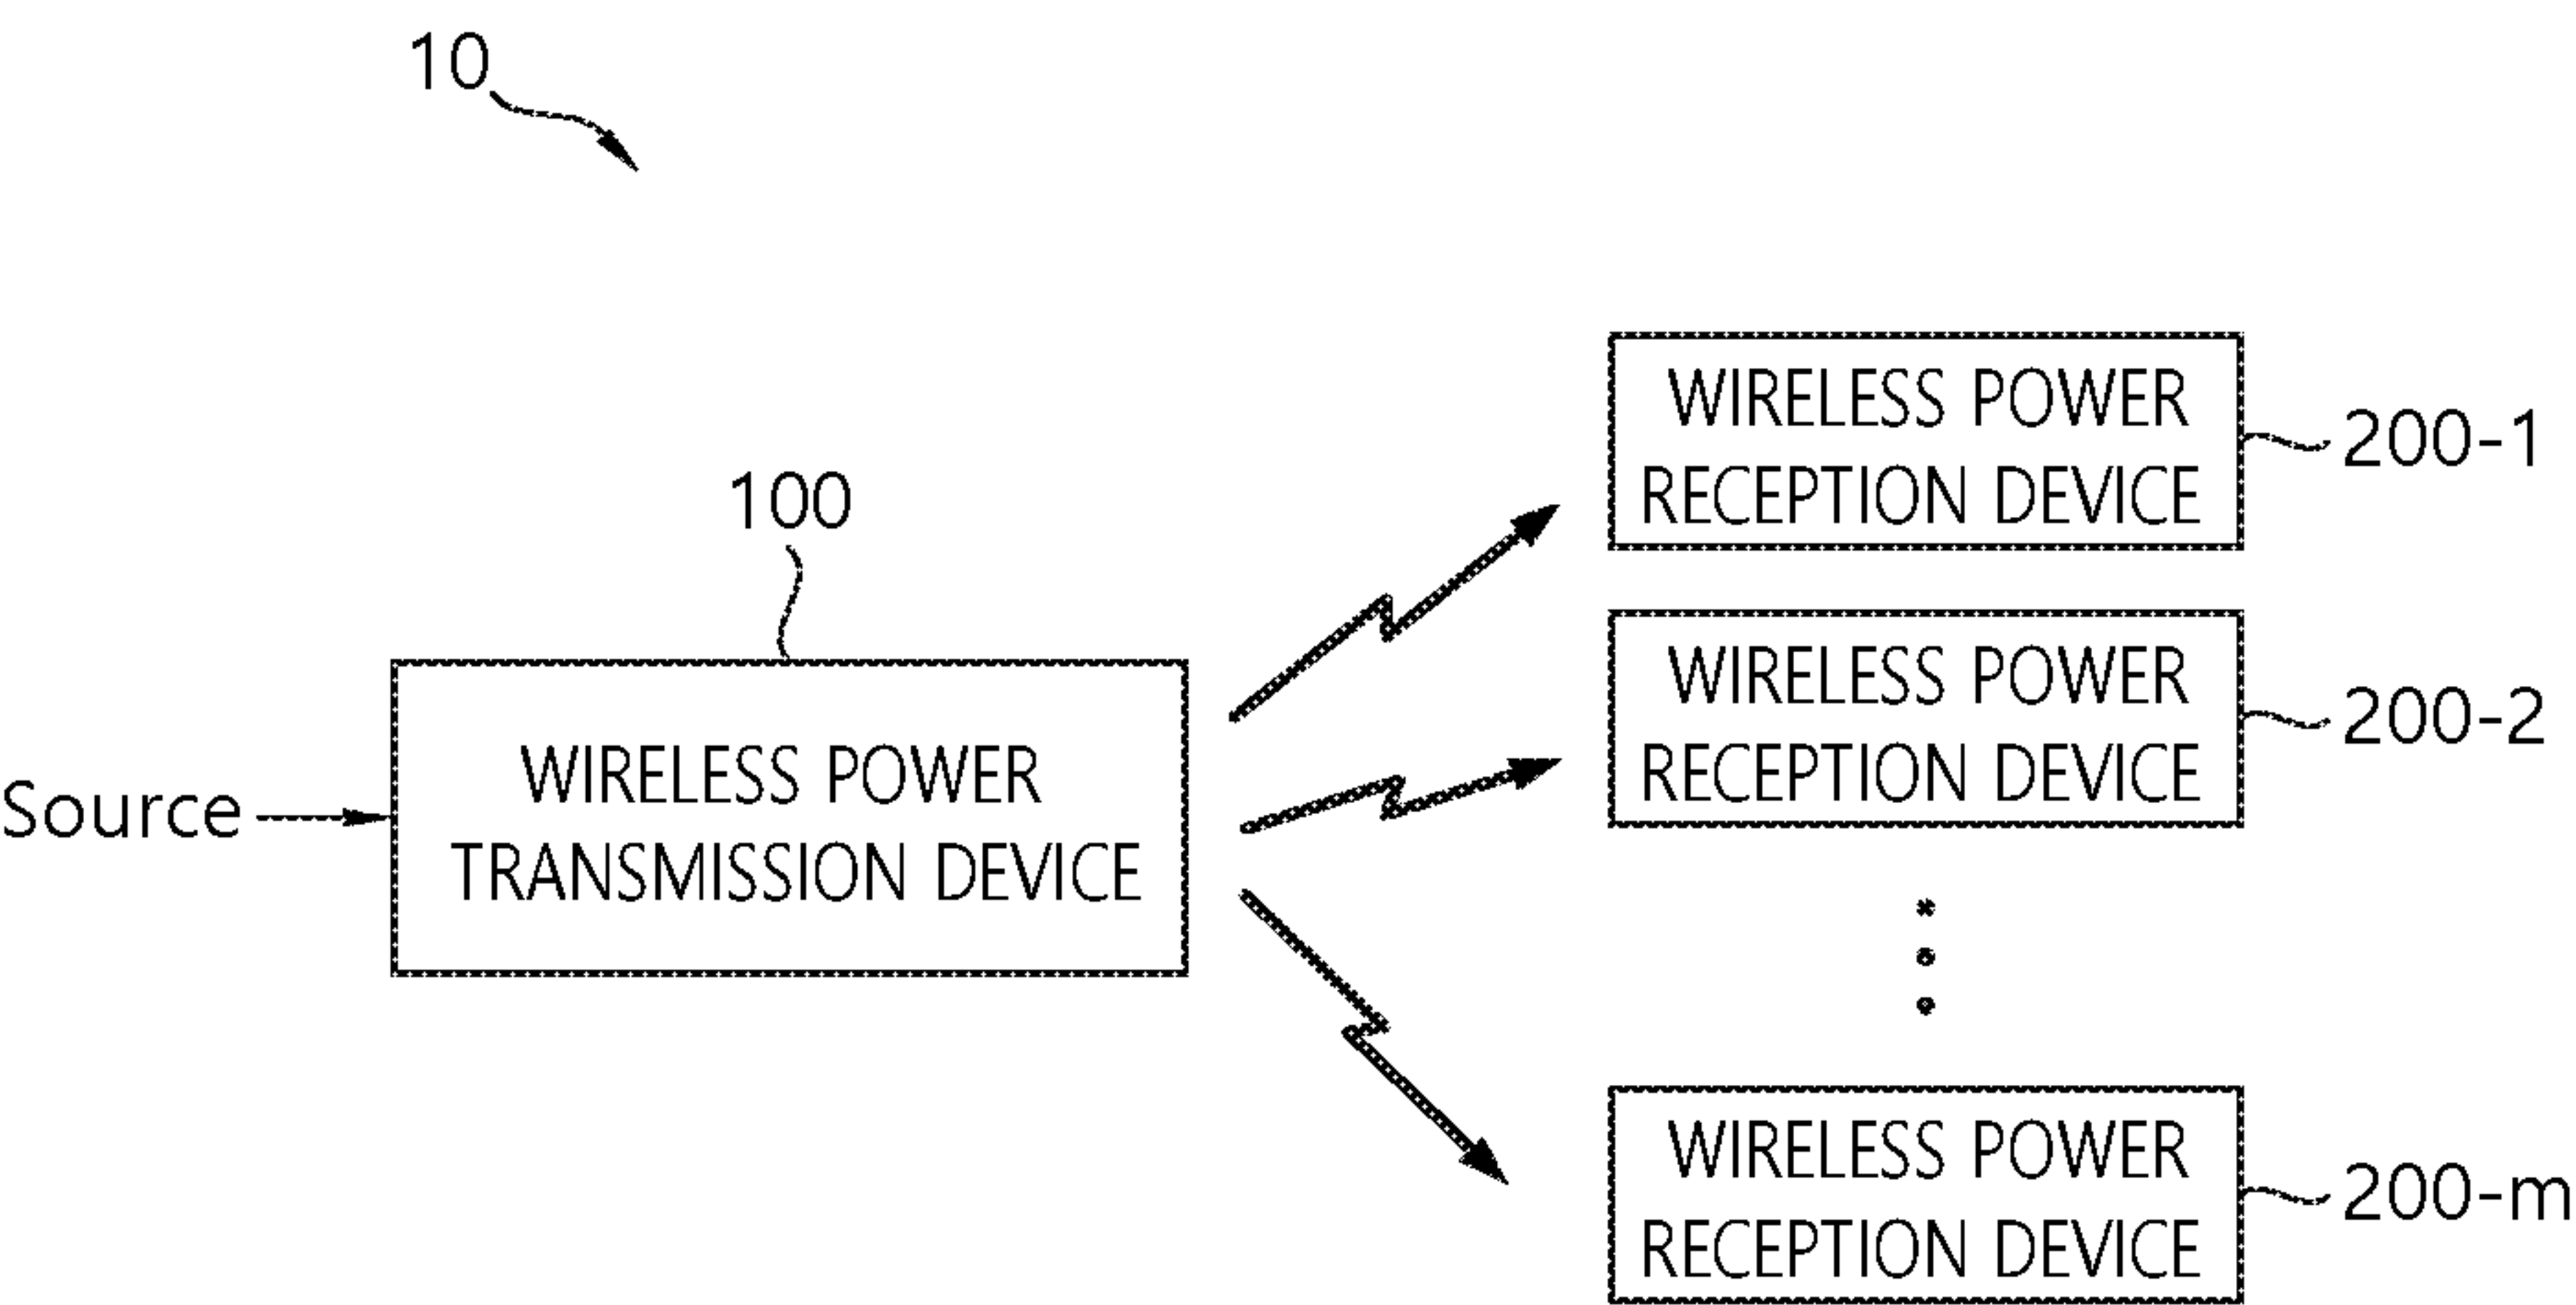 10
100
Source
WIRELESS POWER
TRANSMISSION DEVICE
WIRELESS POWER
RECEPTION DEVICE
200-1
WIRELESS POWER
RECEPTION DEVICE
200-2
WIRELESS POWER
RECEPTION DEVICE
200-m